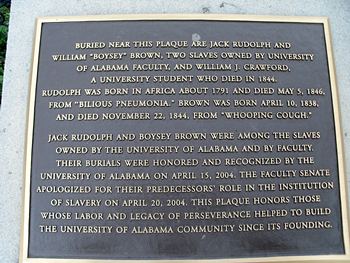 BURIED NEAR THIS PLAQUE ARE JACK RUDOLPH AND
WILLIAM "BOYSEY" BROWN, TWO SLAVES OWNED BY UNIVERSITY
OF ALABAMA FACULTY, AND WILLIAM J. CRAWFORD,
A UNIVERSITY STUDENT WHO DIED IN 1844.
RUDOLPH WAS BORN IN AFRICA ABOUT 1791 AND DIED MAY 5, 1846,
FROM "BILIOUS PNEUMONIA." BROWN WAS BORN APRIL 10, 1838,
AND DIED NOVEMBER 22, 1844, FROM "WHOOPING COUGH."
JACK RUDOLPH AND BOYSEY BROWN WERE AMONG THE SLAVES
OWNED BY THE UNIVERSITY OF ALABAMA AND BY FACULTY.
THEIR BURIALS WERE HONORED AND RECOGNIZED BY THE
UNIVERSITY OF ALABAMA ON APRIL 15, 2004. THE FACULTY SENATE
APOLOGIZED FOR THEIR PREDECESSORS' ROLE IN THE INSTITUTION
OF SLAVERY ON APRIL 20, 2004. THIS PLAQUE HONORS THOSE
WHOSE LABOR AND LEGACY OF PERSEVERANCE HELPED TO BUILD
THE UNIVERSITY OF ALABAMA COMMUNITY SINCE ITS FOUNDING.